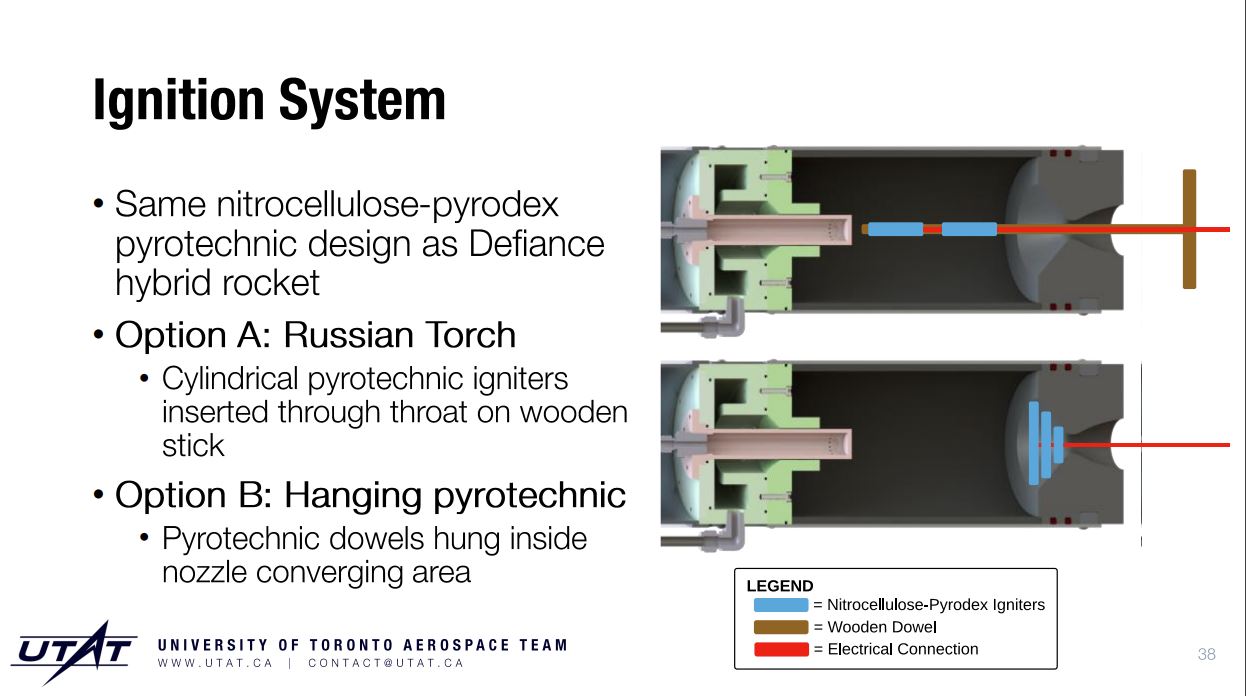 Ignition System
• Same nitrocellulose-pyrodex
pyrotechnic design as Defiance
hybrid rocket
• Option A: Russian Torch
• Cylindrical pyrotechnic igniters
inserted through throat on wooden
stick
• Option B: Hanging pyrotechnic
• Pyrotechnic dowels hung inside
nozzle converging area
LEGEND
= Nitrocellulose-Pyrodex Igniters
= Wooden Dowel
= Electrical Connection
UTAT
UNIVERSITY OF TORONTO AEROSPACE TEAM
WWW.UTAT.CA | CONTACT@UTAT.CA
38